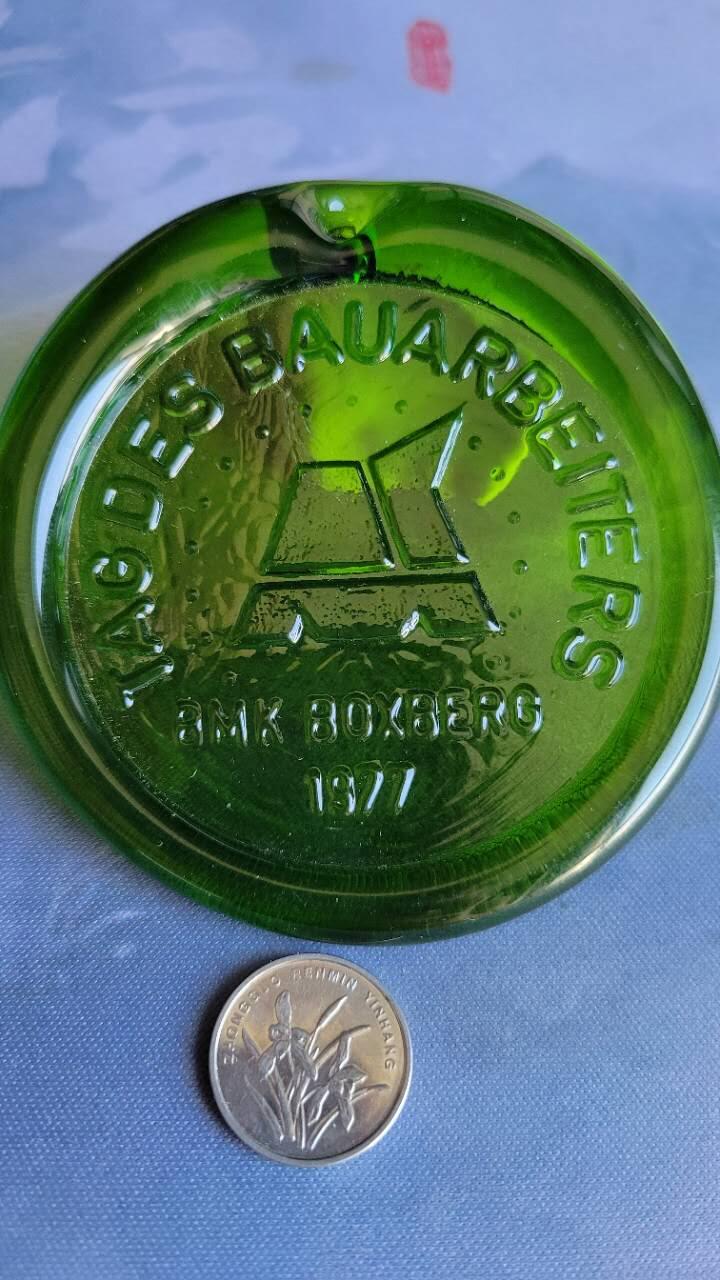 TAG DES BAUARBEITERS
BMK BOXBERG
1977
ZHONGGUO RENMIN YINHANG